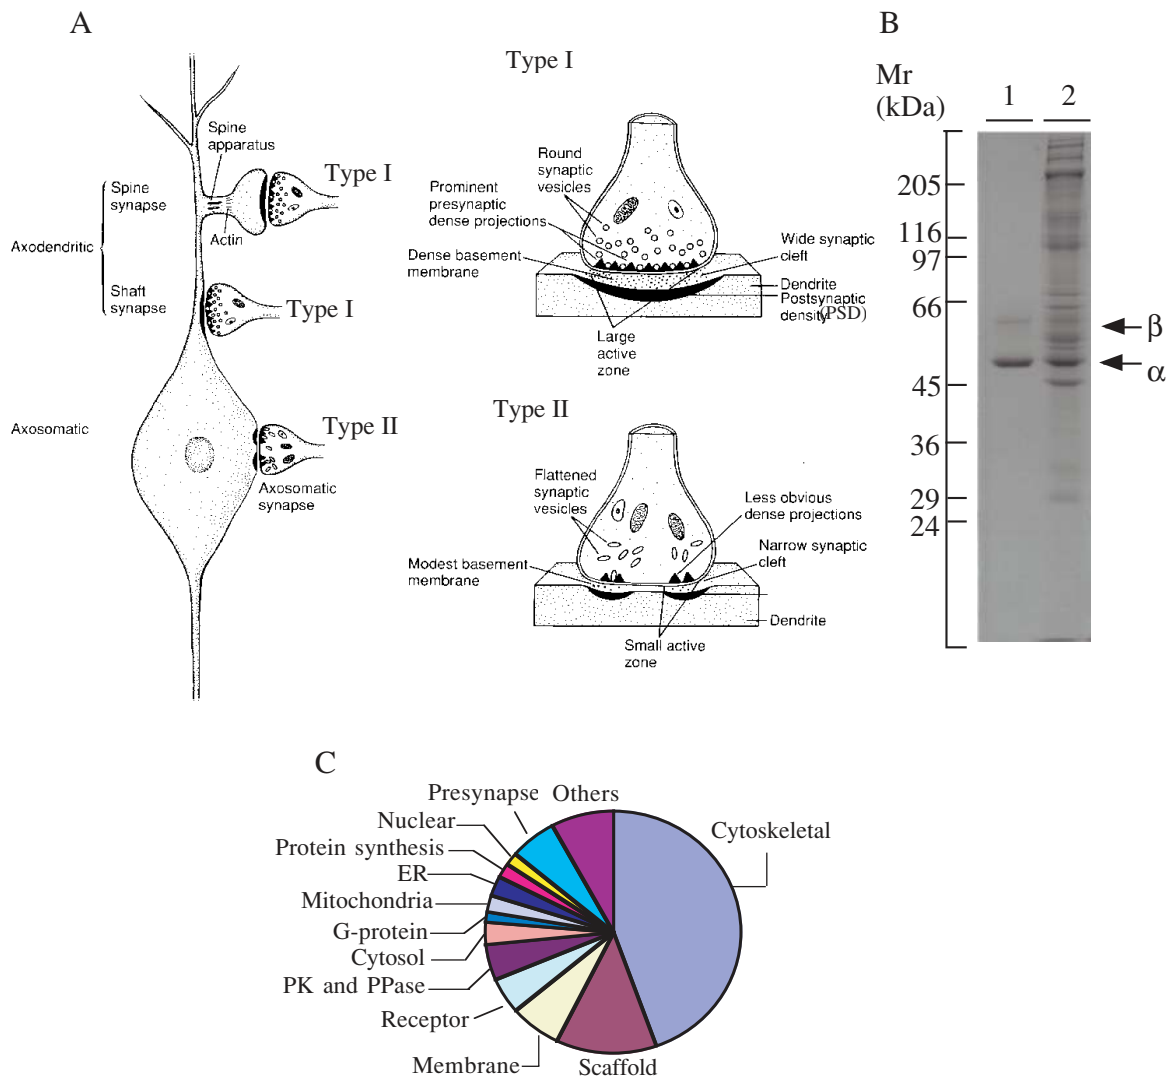 A
Spine
apparatus
Type I
Spine
synapse
Actin
Axodendritic
Shaft
synapse
Type I
Axosomatic
Type II
Axosomatic
synapse
Type I
Round
synaptic
vesicles
Prominent
presynaptic
dense projections
Dense basement
membrane
Wide synaptic
cleft
Dendrite
Postsynaptic
density (PSD)
Large
active
zone
Type II
Flattened
synaptic
vesicles
Less obvious
dense projections
Modest basement
membrane
Narrow synaptic
cleft
Dendrite
Small active
zone
B
Mr
(kDa)
1 2
205
116
97
66
45
36
29
24
β
α
C
Presynapse Others
Nuclear
Protein synthesis
ER
Mitochondria
G-protein
Cytosol
PK and PPase
Receptor
Membrane
Scaffold
Cytoskeletal